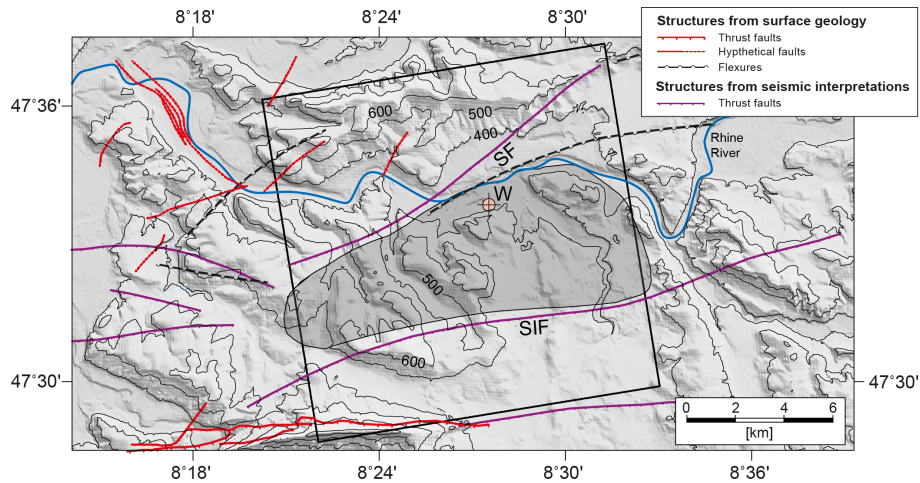 8°18' 8°24' 8°30'
Structures from surface geology
Thrust faults
Hypthetical faults
Flexures
Structures from seismic interpretations
Thrust faults
47°36'
600
500
400
SF
Rhine
River
W
500
SIF
600
47°30'
47°30'
0 2 4 6
[km]
8°18' 8°24' 8°30' 8°36'